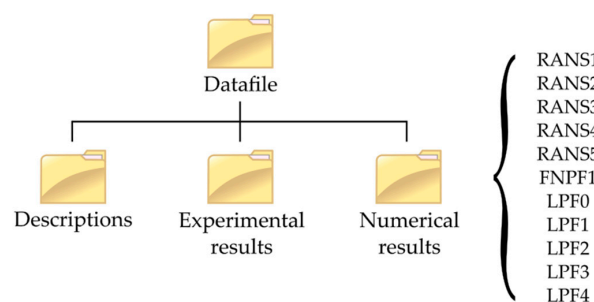 Datafile
Descriptions
Experimental
results
Numerical
results
RANS1
RANS2
RANS3
RANS4
RANS5
FNPF1
LPF0
LPF1
LPF2
LPF3
LPF4